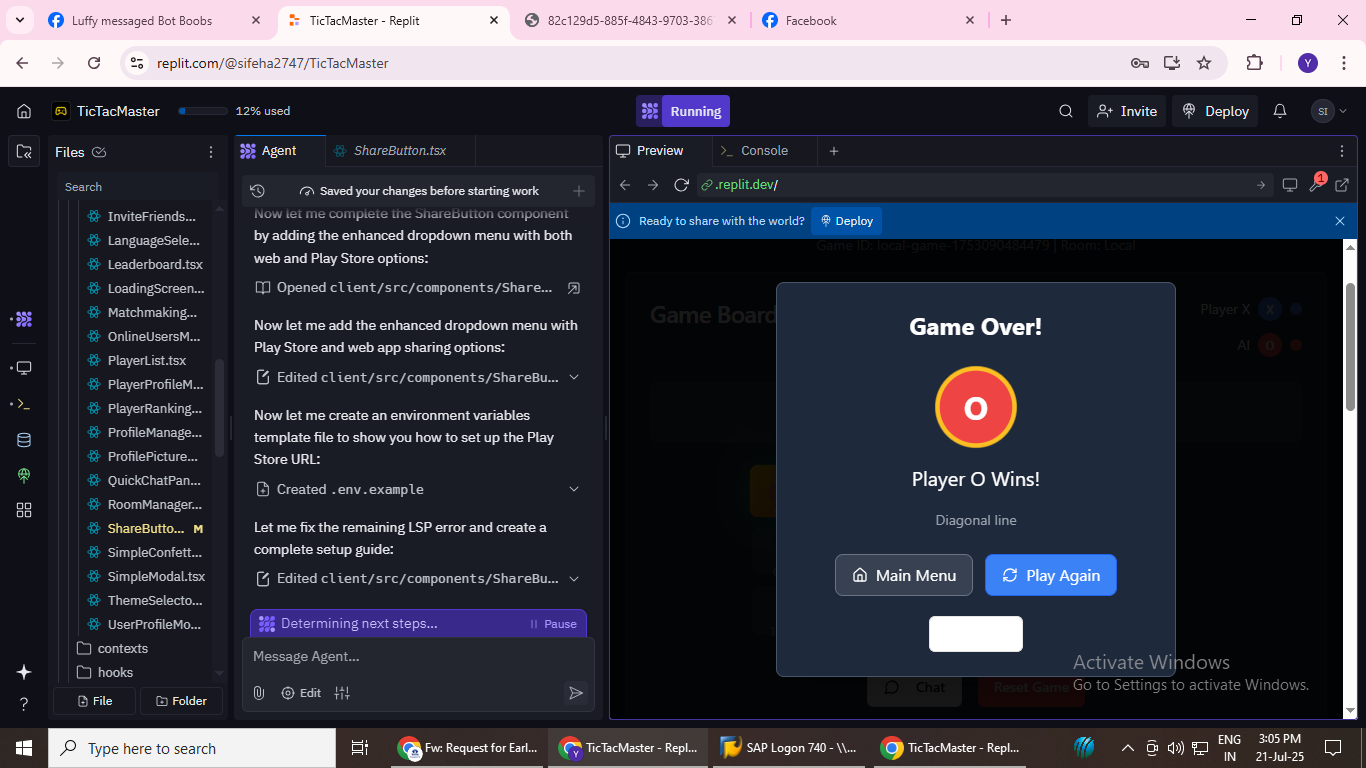 Luffy messaged Bot Boobs
TicTacMaster - Replit
82c129d5-885f-4843-9703-386
Facebook
replit.com/@sifeha2747/TicTacMaster
Y
TicTacMaster
12% used
Running
Invite
Deploy
SI
Files
Search
InviteFriends...
LanguageSele...
Leaderboard.tsx
LoadingScreen...
Matchmaking...
OnlineUsersM...
PlayerList.tsx
PlayerProfileM...
PlayerRanking...
ProfileManage...
ProfilePicture...
QuickChatPan...
RoomManager...
ShareButto... M
SimpleConfett...
SimpleModal.tsx
ThemeSelecto...
UserProfileMo...
contexts
hooks
File
Folder
Agent
ShareButton.tsx
Saved your changes before starting work
Now let me complete the ShareButton component
by adding the enhanced dropdown menu with both
web and Play Store options:
Opened client/src/components/Share...
Now let me add the enhanced dropdown menu with
Play Store and web app sharing options:
Edited client/src/components/ShareBu...
Now let me create an environment variables
template file to show you how to set up the Play
Store URL:
Created .env.example
Let me fix the remaining LSP error and create a
complete setup guide:
Edited client/src/components/ShareBu...
Determining next steps...
Pause
Message Agent...
Edit
Preview
Console
.replit.dev/
1
Ready to share with the world?
Deploy
Game ID: local-game-1753090484479 | Room: Local
Game Board
Player X
X
AI
O
Game Over!
O
Player O Wins!
Diagonal line
Main Menu
Play Again
Chat
Reset Game
Activate Windows
Go to Settings to activate Windows.
Type here to search
Fw: Request for Earl...
TicTacMaster - Repl...
SAP Logon 740 - \\...
TicTacMaster - Repl...
ENG
IN
3:05 PM
21-Jul-25